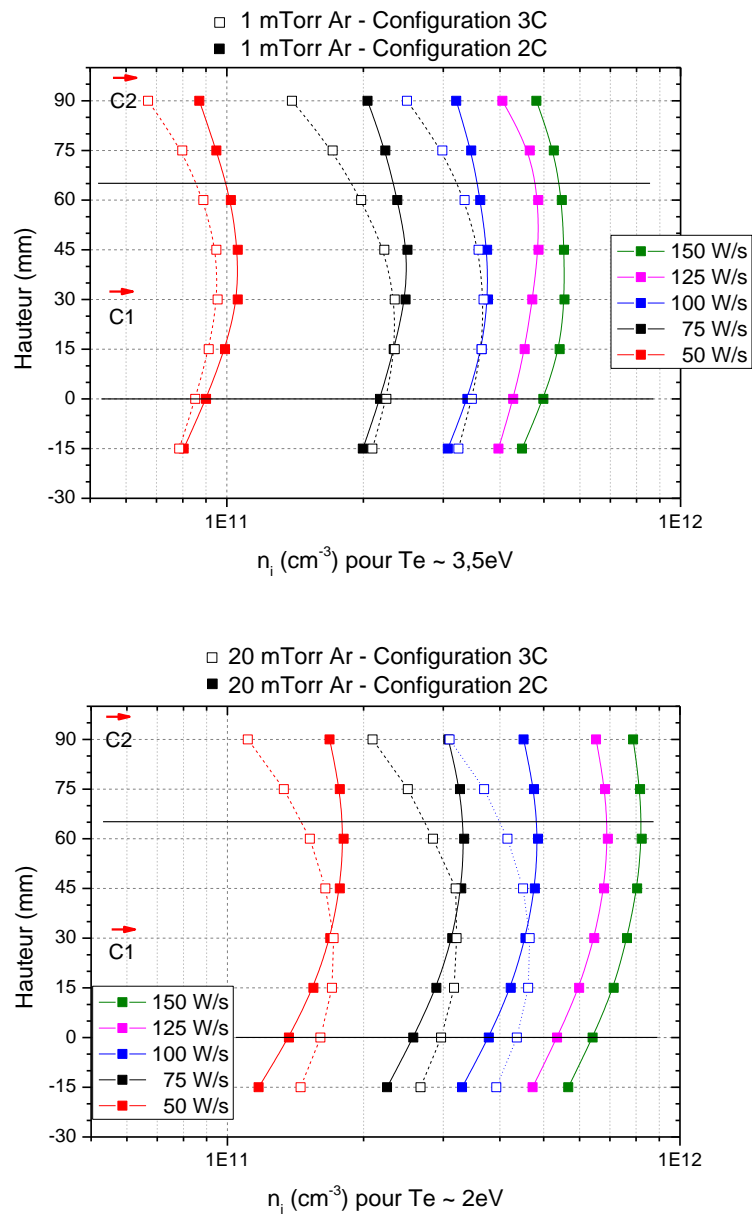 □ 1 mTorr Ar - Configuration 3C
■ 1 mTorr Ar - Configuration 2C
Hauteur (mm)
90
75
60
45
30
15
0
-15
-30
C2
C1
150 W/s
125 W/s
100 W/s
75 W/s
50 W/s
1E11
1E12
nᵢ (cm⁻³) pour Te ~ 3,5eV
□ 20 mTorr Ar - Configuration 3C
■ 20 mTorr Ar - Configuration 2C
Hauteur (mm)
90
75
60
45
30
15
0
-15
-30
C2
C1
150 W/s
125 W/s
100 W/s
75 W/s
50 W/s
1E11
1E12
nᵢ (cm⁻³) pour Te ~ 2eV